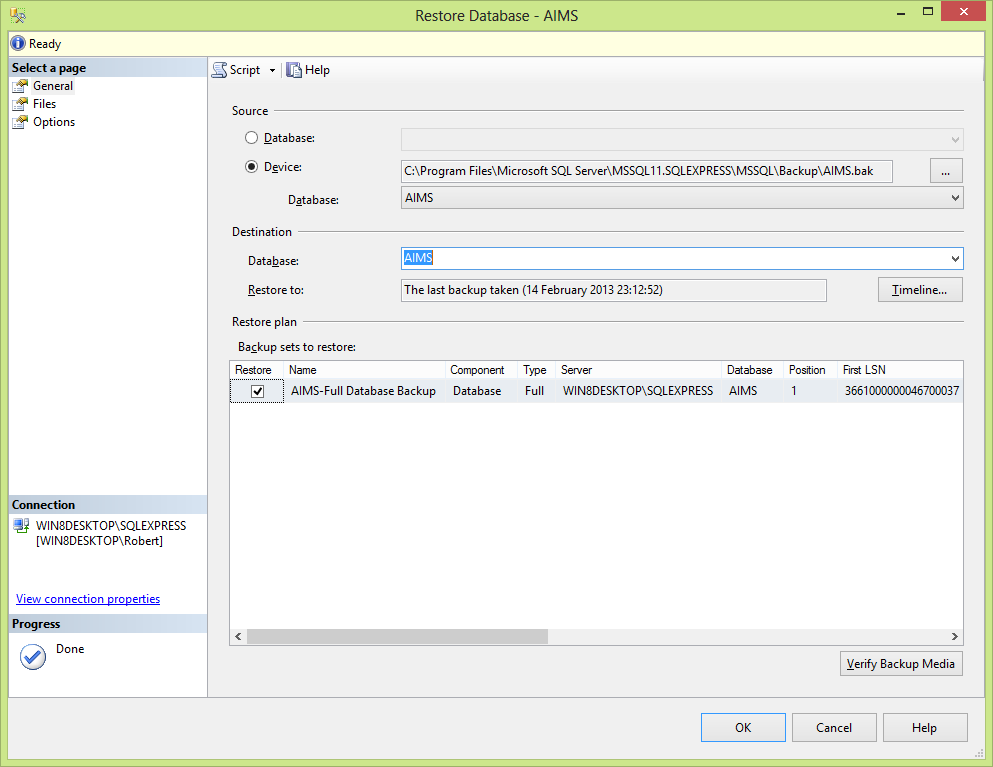 Restore Database - AIMS
Ready
Select a page
General
Files
Options
Script
Help
Source
Database:
Device:
C:\Program Files\Microsoft SQL Server\MSSQL11.SQLEXPRESS\MSSQL\Backup\AIMS.bak
...
Database:
AIMS
Destination
Database:
AIMS
Restore to:
The last backup taken (14 February 2013 23:12:52)
Timeline...
Restore plan
Backup sets to restore:
Restore Name Component Type Server Database Position First LSN
AIMS-Full Database Backup Database Full WIN8DESKTOP\SQLEXPRESS AIMS 1 3661000000046700037
Connection
WIN8DESKTOP\SQLEXPRESS
[WIN8DESKTOP\Robert]
View connection properties
Progress
Done
Verify Backup Media
OK
Cancel
Help